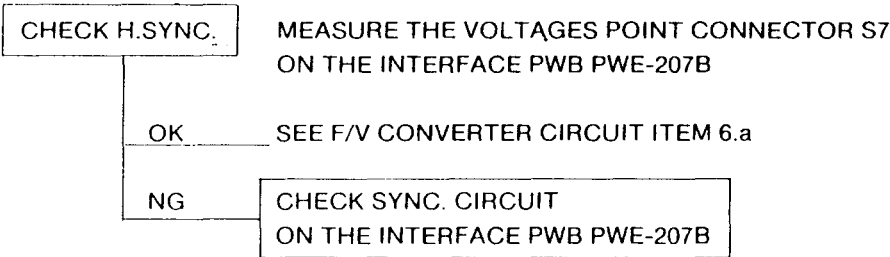 CHECK H.SYNC.
MEASURE THE VOLTAGES POINT CONNECTOR S7
ON THE INTERFACE PWB PWE-207B
OK
SEE F/V CONVERTER CIRCUIT ITEM 6.a
NG
CHECK SYNC. CIRCUIT
ON THE INTERFACE PWB PWE-207B